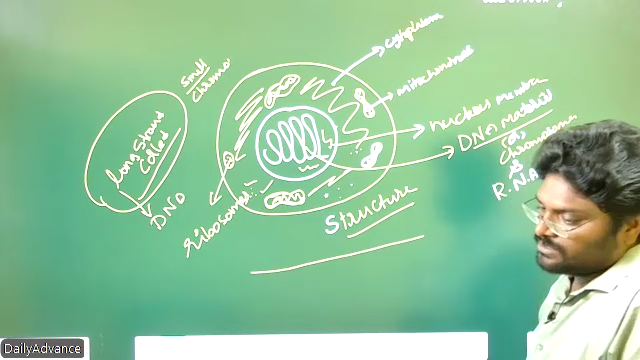 Cytoplasm
Small
chromo
mitochondria
long strand
coiled
nucleus membra
DNA material
(or)
chromosome
&
R.N.A
DNA
Ribosomes
Structure
DailyAdvance